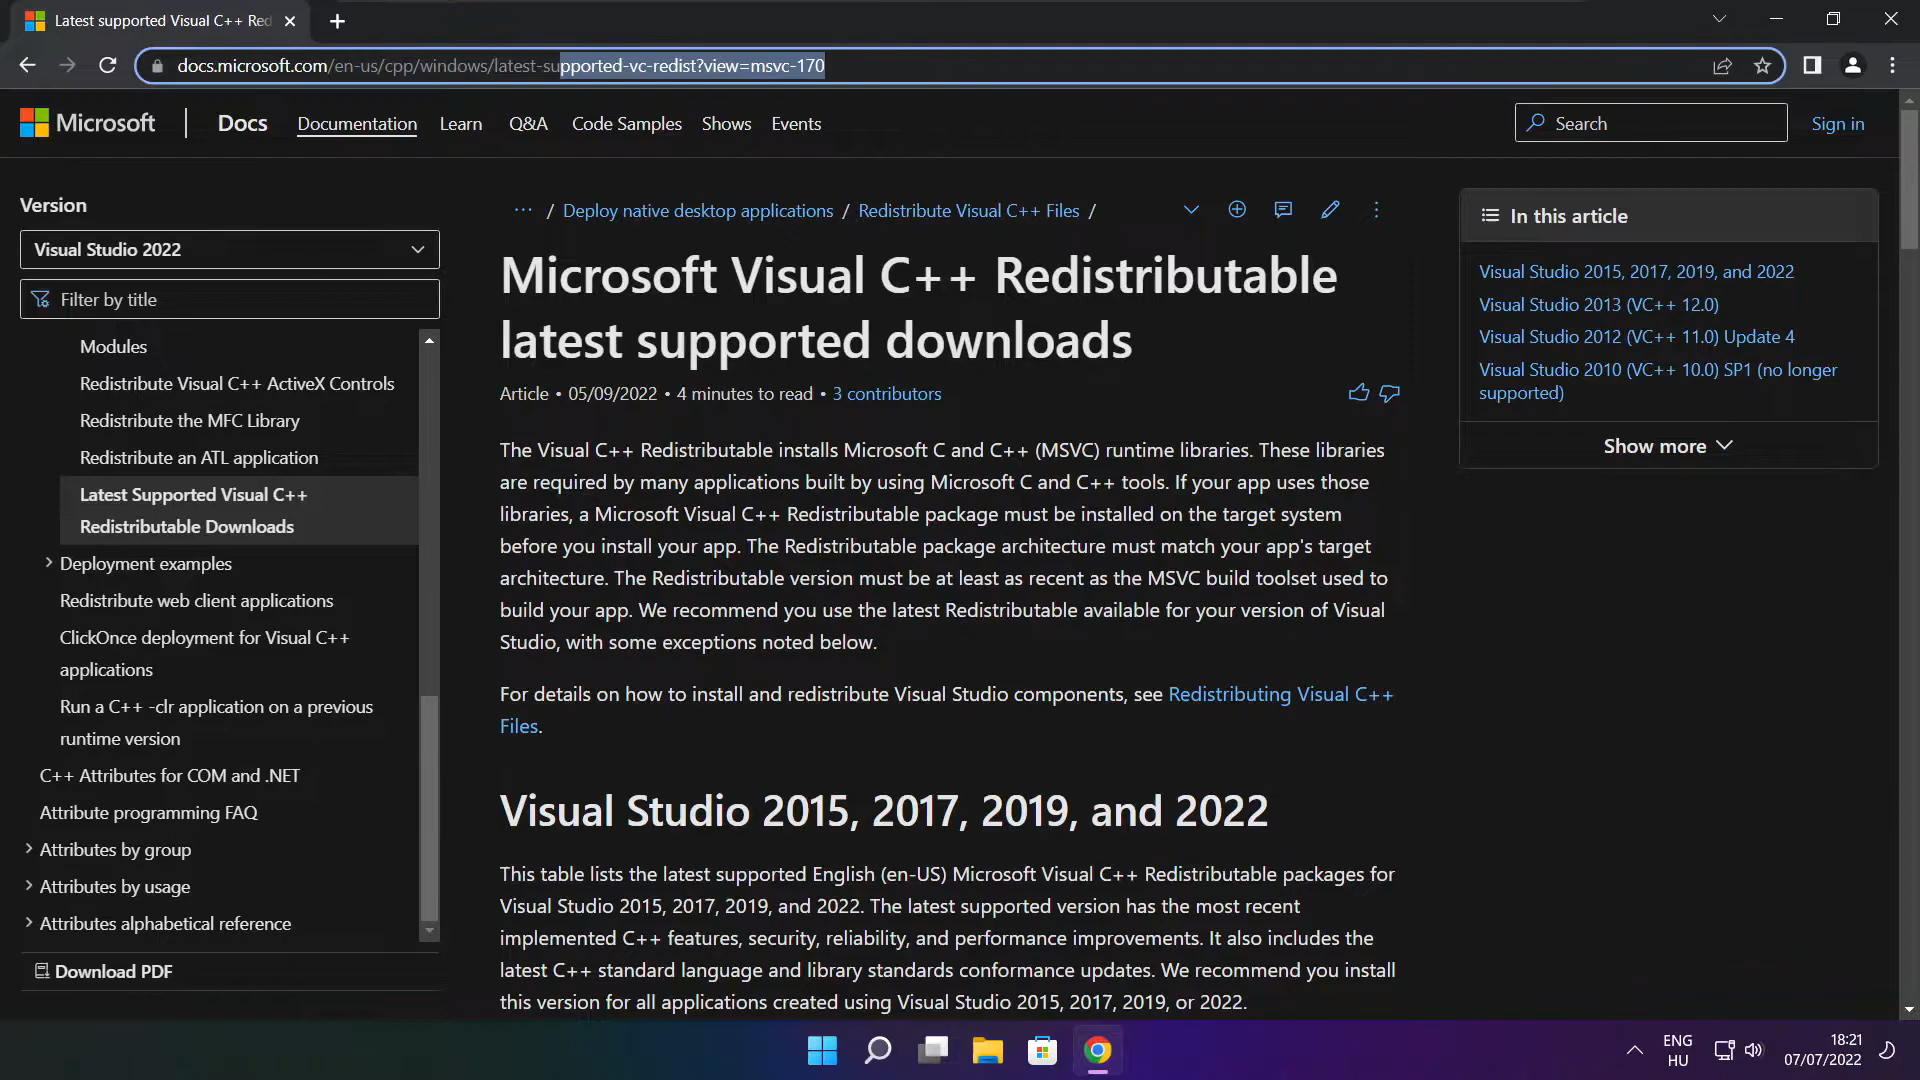 Latest supported Visual C++ Red
docs.microsoft.com/en-us/cpp/windows/latest-supported-vc-redist?view=msvc-170
Microsoft
Docs
Documentation
Learn
Q&A
Code Samples
Shows
Events
Search
Sign in
Version
Visual Studio 2022
Filter by title
Modules
Redistribute Visual C++ ActiveX Controls
Redistribute the MFC Library
Redistribute an ATL application
Latest Supported Visual C++
Redistributable Downloads
Deployment examples
Redistribute web client applications
ClickOnce deployment for Visual C++
applications
Run a C++ -clr application on a previous
runtime version
C++ Attributes for COM and .NET
Attribute programming FAQ
Attributes by group
Attributes by usage
Attributes alphabetical reference
Download PDF
… / Deploy native desktop applications / Redistribute Visual C++ Files /
Microsoft Visual C++ Redistributable
latest supported downloads
Article • 05/09/2022 • 4 minutes to read • 3 contributors
The Visual C++ Redistributable installs Microsoft C and C++ (MSVC) runtime libraries. These libraries
are required by many applications built by using Microsoft C and C++ tools. If your app uses those
libraries, a Microsoft Visual C++ Redistributable package must be installed on the target system
before you install your app. The Redistributable package architecture must match your app's target
architecture. The Redistributable version must be at least as recent as the MSVC build toolset used to
build your app. We recommend you use the latest Redistributable available for your version of Visual
Studio, with some exceptions noted below.
For details on how to install and redistribute Visual Studio components, see Redistributing Visual C++
Files.
Visual Studio 2015, 2017, 2019, and 2022
This table lists the latest supported English (en-US) Microsoft Visual C++ Redistributable packages for
Visual Studio 2015, 2017, 2019, and 2022. The latest supported version has the most recent
implemented C++ features, security, reliability, and performance improvements. It also includes the
latest C++ standard language and library standards conformance updates. We recommend you install
this version for all applications created using Visual Studio 2015, 2017, 2019, or 2022.
In this article
Visual Studio 2015, 2017, 2019, and 2022
Visual Studio 2013 (VC++ 12.0)
Visual Studio 2012 (VC++ 11.0) Update 4
Visual Studio 2010 (VC++ 10.0) SP1 (no longer
supported)
Show more
ENG
HU
18:21
07/07/2022